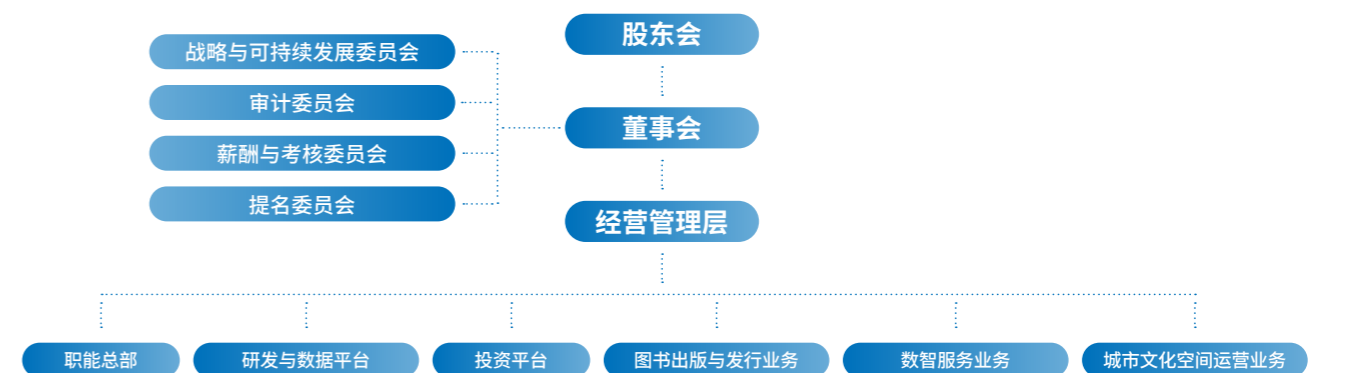 股东会
战略与可持续发展委员会
审计委员会
董事会
薪酬与考核委员会
提名委员会
经营管理层
职能总部
研发与数据平台
投资平台
图书出版与发行业务
数智服务业务
城市文化空间运营业务